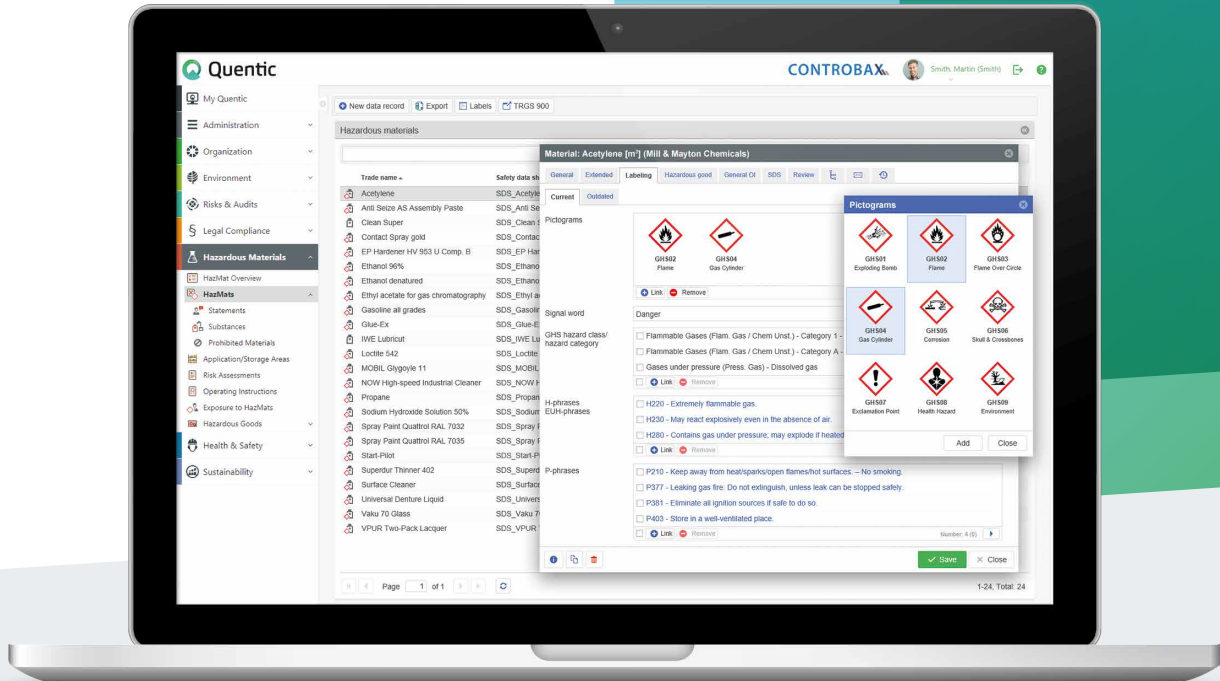 Quentic
CONTROBAX
Smith, Martin (Smith)
My Quentic
Administration
Organization
Environment
Risks & Audits
§ Legal Compliance
Hazardous Materials
HazMat Overview
HazMats
Statements
Substances
Prohibited Materials
Application/Storage Areas
Risk Assessments
Operating Instructions
Exposure to HazMats
Hazardous Goods
Health & Safety
Sustainability
New data record Export Labels TRGS 900
Hazardous materials
Trade name Safety data sh
Acetylene SDS_Acetyle
Anti Seize AS Assembly Paste SDS_Anti Se
Clean Super SDS_Clean S
Contact Spray gold SDS_Contac
EP Hardener HV 953 U Comp. B SDS_EP Har
Ethanol 96% SDS_Ethano
Ethanol denatured SDS_Ethano
Ethyl acetate for gas chromatography SDS_Ethyl a
Gasoline all grades SDS_Gasolin
Glue-Ex SDS_Glue-E
IWE Lubricut SDS_IWE Lu
Loctite 542 SDS_Loctite
MOBIL Glygoyle 11 SDS_MOBIL
NOW High-speed Industrial Cleaner SDS_NOW H
Propane SDS_Propan
Sodium Hydroxide Solution 50% SDS_Sodium
Spray Paint Quattrol RAL 7032 SDS_Spray P
Spray Paint Quattrol RAL 7035 SDS_Spray P
Start-Pilot SDS_Start-P
Superdur Thinner 402 SDS_Superd
Surface Cleaner SDS_Surface
Universal Denture Liquid SDS_Univers
Vaku 70 Glass SDS_Vaku 7
VPUR Two-Pack Lacquer SDS_VPUR
Page 1 of 1
1-24, Total: 24
Material: Acetylene [m³] (Mill & Mayton Chemicals)
General Extended Labeling Hazardous good General OI SDS Review
Current Outdated
Pictograms
GHS02 GHS04
Flame Gas Cylinder
Link Remove
Signal word Danger
GHS hazard class/
hazard category
Flammable Gases (Flam. Gas / Chem Unst.) - Category 1 -
Flammable Gases (Flam. Gas / Chem Unst.) - Category A -
Gases under pressure (Press. Gas) - Dissolved gas
Link Remove
H-phrases
EUH-phrases
H220 - Extremely flammable gas.
H230 - May react explosively even in the absence of air.
H280 - Contains gas under pressure; may explode if heated
Link Remove
P-phrases
P210 - Keep away from heat/sparks/open flames/hot surfaces. – No smoking.
P377 - Leaking gas fire: Do not extinguish, unless leak can be stopped safely.
P381 - Eliminate all ignition sources if safe to do so.
P403 - Store in a well-ventilated place.
Link Remove
Number: 4 (0)
Save Close
Pictograms
GHS01 GHS02 GHS03
Exploding Bomb Flame Flame Over Circle
GHS04 GHS05 GHS06
Gas Cylinder Corrosion Skull & Crossbones
GHS07 GHS08 GHS09
Exclamation Point Health Hazard Environment
Add Close